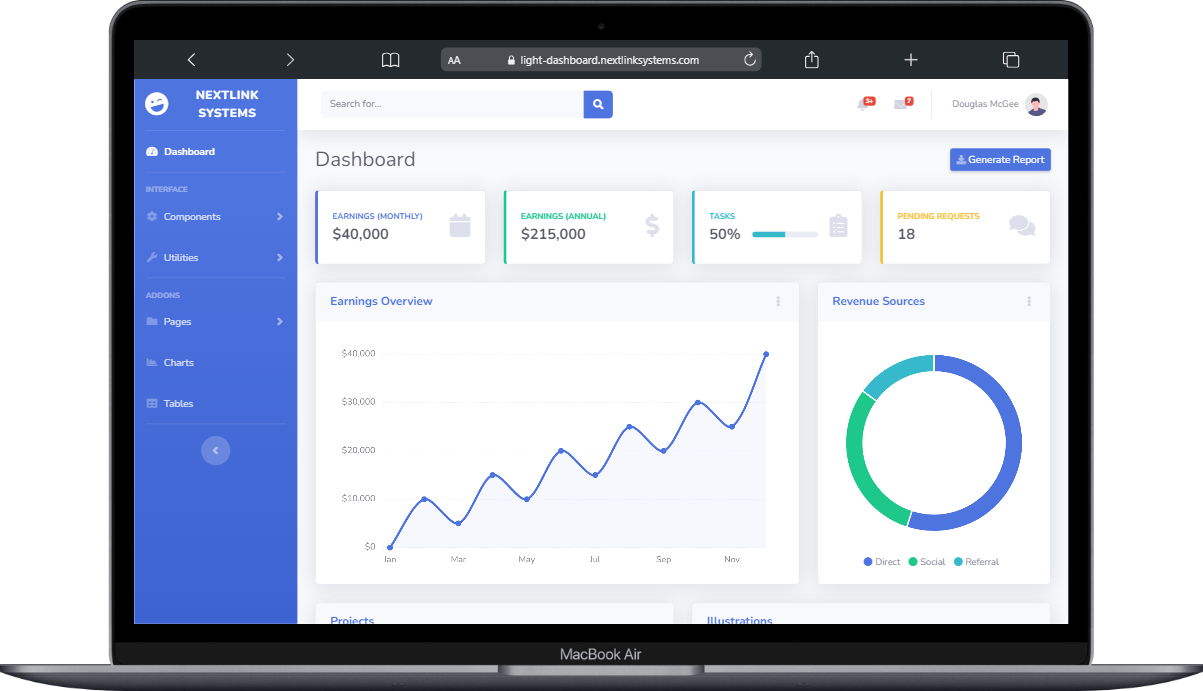 AA
light-dashboard.nextlinksystems.com
NEXTLINK
SYSTEMS
Search for...
3+
7
Douglas McGee
Dashboard
INTERFACE
Components
Utilities
ADDONS
Pages
Charts
Tables
Dashboard
Generate Report
EARNINGS (MONTHLY)
$40,000
EARNINGS (ANNUAL)
$215,000
TASKS
50%
PENDING REQUESTS
18
Earnings Overview
$40,000
$30,000
$20,000
$10,000
$0
Jan Mar May Jul Sep Nov
Revenue Sources
Direct Social Referral
Projects
Illustrations
MacBook Air